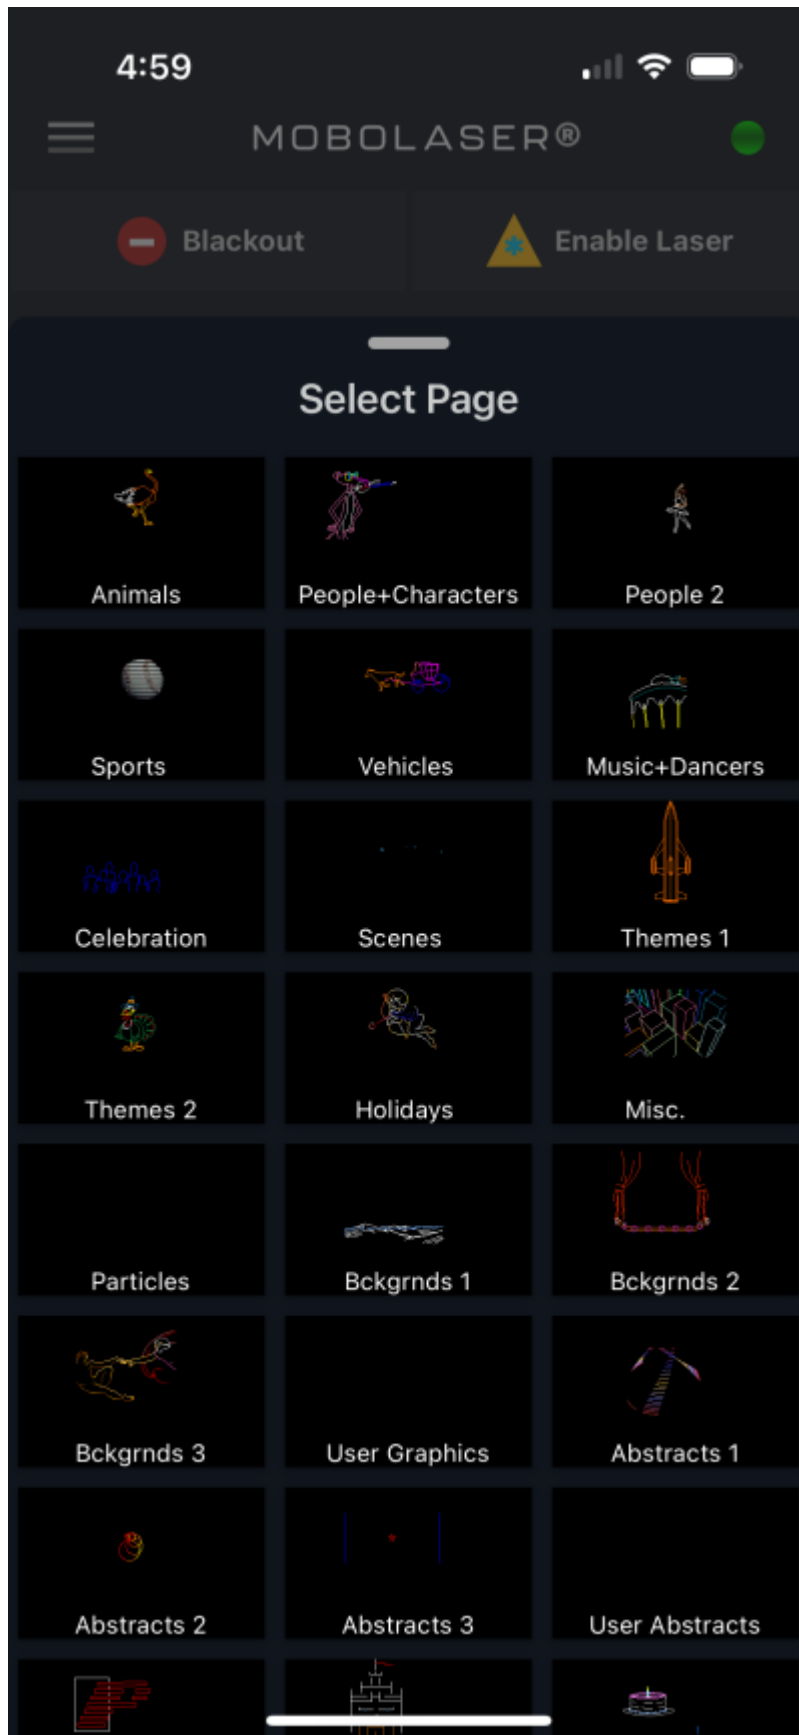 4:59
MOBOLASER®
Blackout
Enable Laser
Select Page
Animals
People+Characters
People 2
Sports
Vehicles
Music+Dancers
Celebration
Scenes
Themes 1
Themes 2
Holidays
Misc.
Particles
Bckgrnds 1
Bckgrnds 2
Bckgrnds 3
User Graphics
Abstracts 1
Abstracts 2
Abstracts 3
User Abstracts